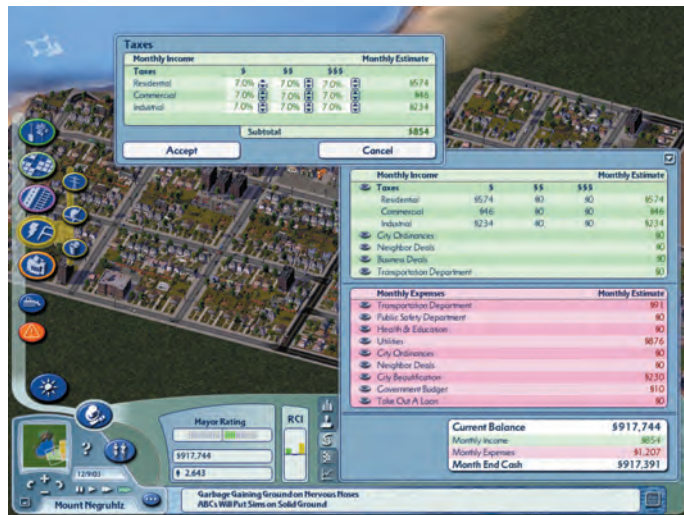 Taxes
Monthly Income Monthly Estimate
Taxes $ $$ $$$
Residential 7.0% 7.0% 7.0% $574
Commercial 7.0% 7.0% 7.0% $46
Industrial 7.0% 7.0% 7.0% $234
Subtotal $854
Accept Cancel
Monthly Income Monthly Estimate
Taxes $ $$ $$$
Residential $574 $0 $0 $574
Commercial $46 $0 $0 $46
Industrial $234 $0 $0 $234
City Ordinances $0
Neighbor Deals $0
Business Deals $0
Transportation Department $0
Monthly Expenses Monthly Estimate
Transportation Department $91
Public Safety Department $0
Health & Education $0
Utilities $876
City Ordinances $0
Neighbor Deals $0
City Beautification $230
Government Budget $10
Take Out A Loan $0
Current Balance $917,744
Monthly Income $854
Monthly Expenses $1,207
Month End Cash $917,391
Mayor Rating
RCI
$917,744
2,643
?
12/9/03
Mount Negruhlz
Garbage Gaining Ground on Nervous Noses
ABCs Will Put Sims on Solid Ground